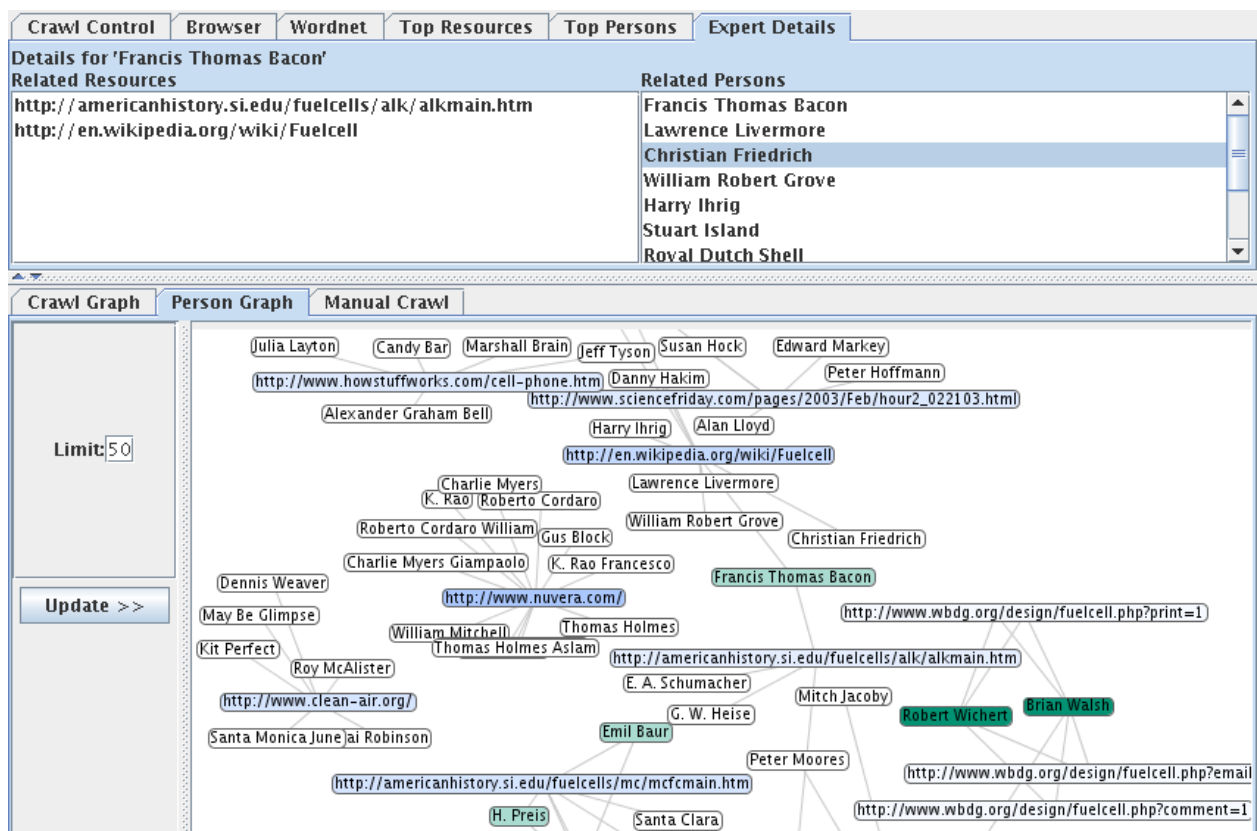 Crawl Control Browser Wordnet Top Resources Top Persons Expert Details
Details for 'Francis Thomas Bacon'
Related Resources Related Persons
http://americanhistory.si.edu/fuelcells/alk/alkmain.htm
http://en.wikipedia.org/wiki/Fuelcell
Francis Thomas Bacon
Lawrence Livermore
Christian Friedrich
William Robert Grove
Harry Ihrig
Stuart Island
Royal Dutch Shell
Crawl Graph Person Graph Manual Crawl
Limit: 50
Update >>
Julia Layton Candy Bar Marshall Brain Jeff Tyson Susan Hock Edward Markey
Peter Hoffmann
http://www.howstuffworks.com/cell-phone.htm Danny Hakim
http://www.sciencefriday.com/pages/2003/Feb/hour2_022103.html
Alexander Graham Bell
Harry Ihrig Alan Lloyd
http://en.wikipedia.org/wiki/Fuelcell
Charlie Myers Lawrence Livermore
K. Rao Roberto Cordaro
Roberto Cordaro William Gus Block William Robert Grove Christian Friedrich
Charlie Myers Giampaolo K. Rao Francesco
Dennis Weaver Francis Thomas Bacon
http://www.nuvera.com/
May Be Glimpse http://www.wbdg.org/design/fuelcell.php?print=1
William Mitchell Thomas Holmes
Kit Perfect Thomas Holmes Aslam
Roy McAlister http://americanhistory.si.edu/fuelcells/alk/alkmain.htm
E. A. Schumacher
http://www.clean-air.org/ Mitch Jacoby
G. W. Heise Robert Wichert Brian Walsh
Santa Monica June ai Robinson Emil Baur
Peter Moores
http://americanhistory.si.edu/fuelcells/mc/mcfcmain.htm http://www.wbdg.org/design/fuelcell.php?email
H. Preis Santa Clara http://www.wbdg.org/design/fuelcell.php?comment=1